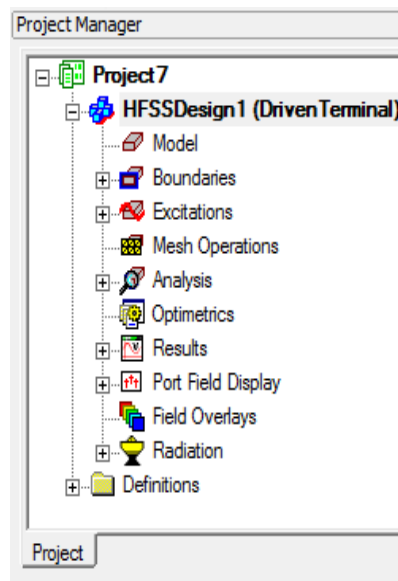 Project Manager
Project7
HFSSDesign1 (DrivenTerminal)
Model
Boundaries
Excitations
Mesh Operations
Analysis
Optimetrics
Results
Port Field Display
Field Overlays
Radiation
Definitions
Project